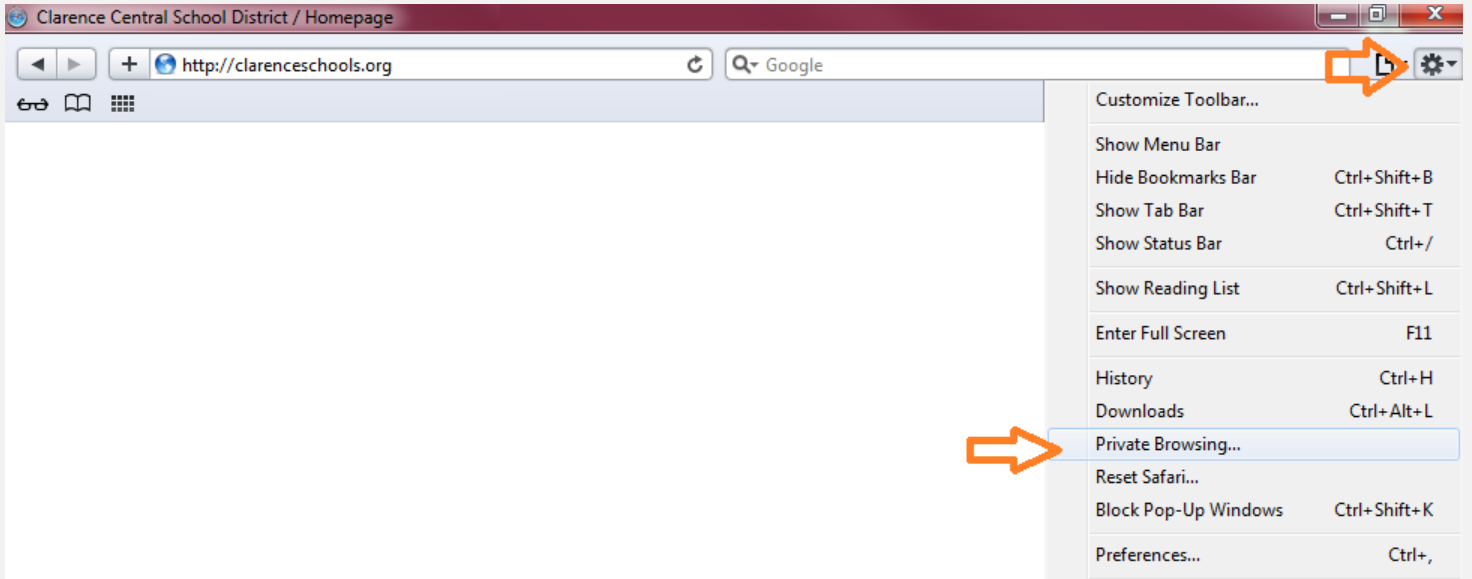 Clarence Central School District / Homepage
http://clarenceschools.org
Google
Customize Toolbar...
Show Menu Bar
Hide Bookmarks Bar Ctrl+Shift+B
Show Tab Bar Ctrl+Shift+T
Show Status Bar Ctrl+/
Show Reading List Ctrl+Shift+L
Enter Full Screen F11
History Ctrl+H
Downloads Ctrl+Alt+L
Private Browsing...
Reset Safari...
Block Pop-Up Windows Ctrl+Shift+K
Preferences... Ctrl+,